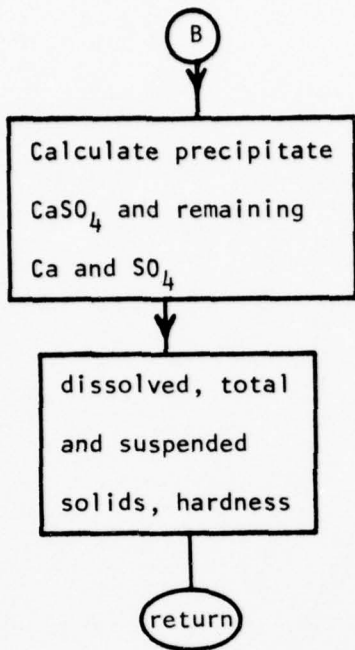 B
Calculate precipitate
CaSO₄ and remaining
Ca and SO₄
dissolved, total
and suspended
solids, hardness
return